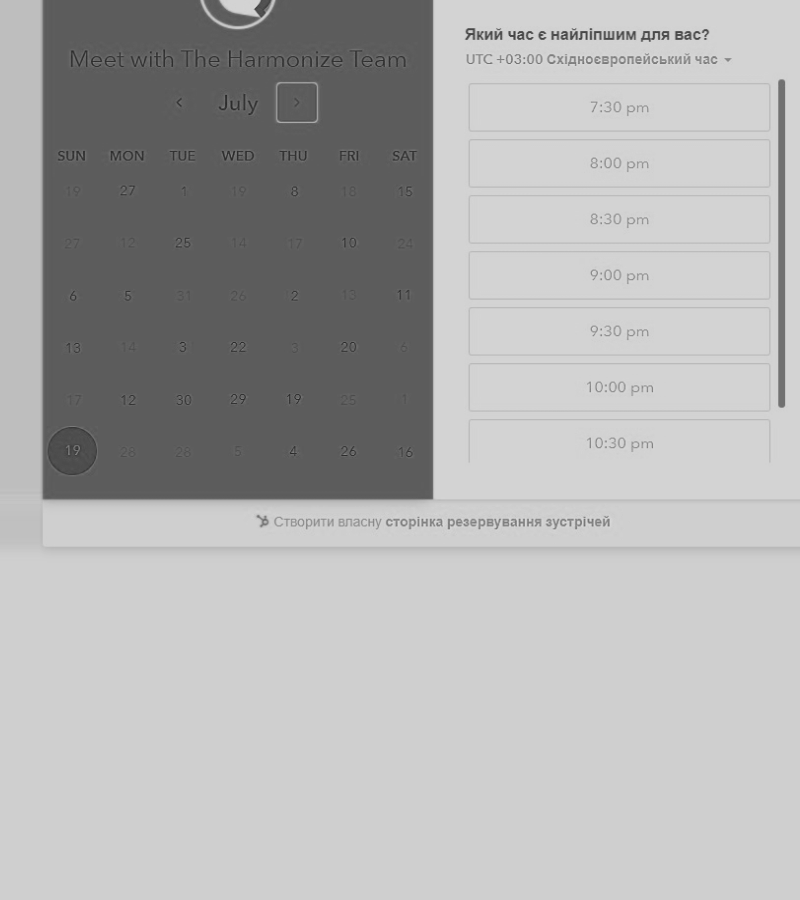 Meet with The Harmonize Team
July
SUN MON TUE WED THU FRI SAT
19 27 1 19 8 18 15
27 12 25 14 17 10 24
6 5 31 26 2 13 11
13 14 3 22 3 20 6
17 12 30 29 19 25 1
19 28 28 5 4 26 16
Який час є найліпшим для вас?
UTC +03:00 Східноєвропейський час
7:30 pm
8:00 pm
8:30 pm
9:00 pm
9:30 pm
10:00 pm
10:30 pm
Створити власну сторінка резервування зустрічей